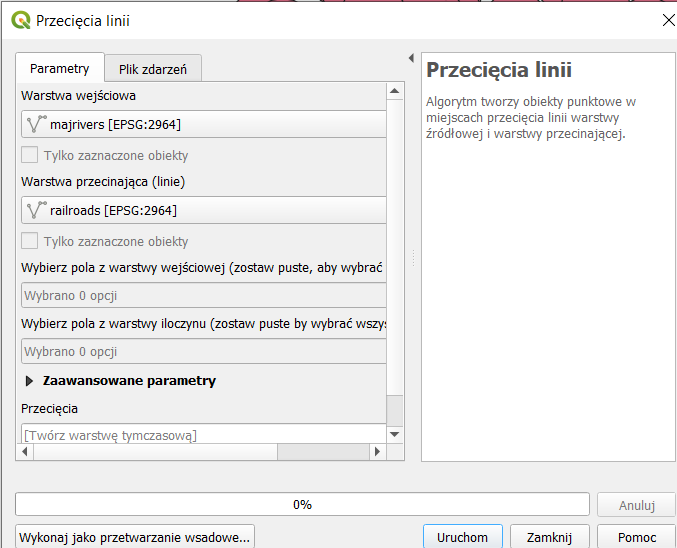 Przecięcia linii
Parametry
Plik zdarzeń
Warstwa wejściowa
majrivers [EPSG:2964]
Tylko zaznaczone obiekty
Warstwa przecinająca (linie)
railroads [EPSG:2964]
Tylko zaznaczone obiekty
Wybierz pola z warstwy wejściowej (zostaw puste, aby wybrać
Wybrano 0 opcji
Wybierz pola z warstwy iloczynu (zostaw puste by wybrać wszys
Wybrano 0 opcji
Zaawansowane parametry
Przecięcia
[Twórz warstwę tymczasową]
Przecięcia linii
Algorytm tworzy obiekty punktowe w
miejscach przecięcia linii warstwy
źródłowej i warstwy przecinającej.
0%
Anuluj
Wykonaj jako przetwarzanie wsadowe...
Uruchom
Zamknij
Pomoc